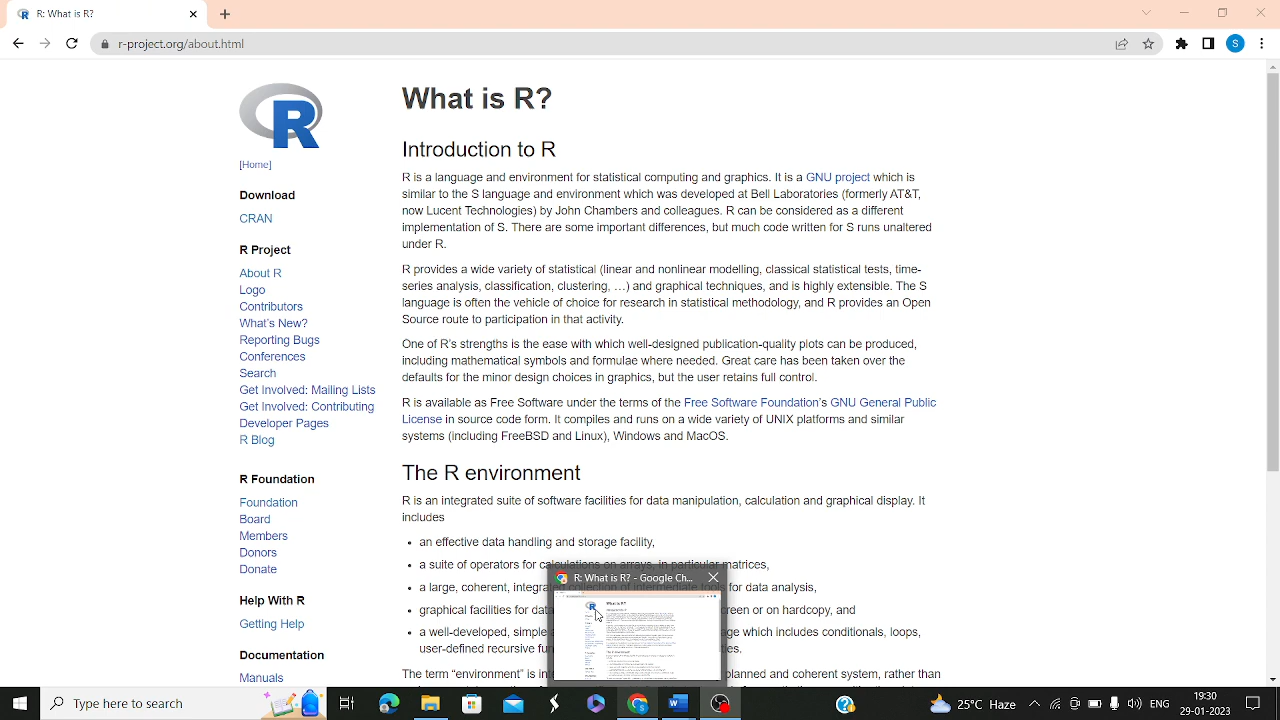 R: What is R?
r-project.org/about.html
S
R
[Home]
Download
CRAN
R Project
About R
Logo
Contributors
What's New?
Reporting Bugs
Conferences
Search
Get Involved: Mailing Lists
Get Involved: Contributing
Developer Pages
R Blog
R Foundation
Foundation
Board
Members
Donors
Donate
Help With R
Getting Help
Documentation
Manuals
What is R?
Introduction to R
R is a language and environment for statistical computing and graphics. It is a GNU project which is
similar to the S language and environment which was developed at Bell Laboratories (formerly AT&T,
now Lucent Technologies) by John Chambers and colleagues. R can be considered as a different
implementation of S. There are some important differences, but much code written for S runs unaltered
under R.
R provides a wide variety of statistical (linear and nonlinear modelling, classical statistical tests, time-
series analysis, classification, clustering, …) and graphical techniques, and is highly extensible. The S
language is often the vehicle of choice for research in statistical methodology, and R provides an Open
Source route to participation in that activity.
One of R's strengths is the ease with which well-designed publication-quality plots can be produced,
including mathematical symbols and formulae where needed. Great care has been taken over the
defaults for the minor design choices in graphics, but the user retains full control.
R is available as Free Software under the terms of the Free Software Foundation's GNU General Public
License in source code form. It compiles and runs on a wide variety of UNIX platforms and similar
systems (including FreeBSD and Linux), Windows and MacOS.
The R environment
R is an integrated suite of software facilities for data manipulation, calculation and graphical display. It
includes
• an effective data handling and storage facility,
• a suite of operators for calculations on arrays, in particular matrices,
R: What is R? - Google Ch...
• a large, coherent, integrated collection of intermediate tools for data analysis,
• graphical facilities for data or on hardcopy, and
• a well-developed, simple
user-defined recursive
The term "environment" is in planned and coherent system, rather than
Type here to search
25°C Haze
ENG
19:30
29-01-2023